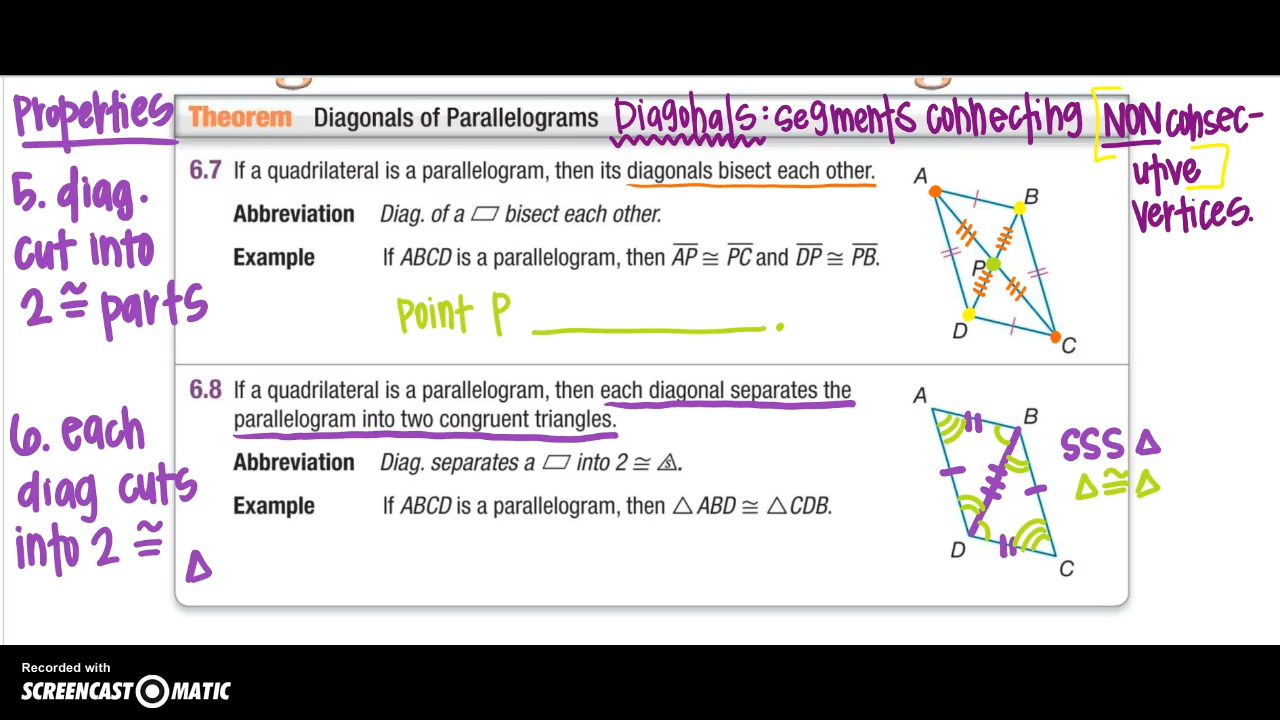 Properties
5. diag.
cut into
2 ≅ parts
6. each
diag cuts
into 2 ≅
△
Theorem Diagonals of Parallelograms Diagonals: segments connecting NON consec-
utive
vertices.
6.7 If a quadrilateral is a parallelogram, then its diagonals bisect each other.
Abbreviation Diag. of a ▱ bisect each other.
Example If ABCD is a parallelogram, then A̅P̅ ≅ P̅C̅ and D̅P̅ ≅ P̅B̅.
Point P __________.
A
B
P
D
C
6.8 If a quadrilateral is a parallelogram, then each diagonal separates the
parallelogram into two congruent triangles.
Abbreviation Diag. separates a ▱ into 2 ≅ △s.
Example If ABCD is a parallelogram, then △ABD ≅ △CDB.
A
B
D
C
SSS △
△ ≅ △
Recorded with
SCREENCAST MATIC